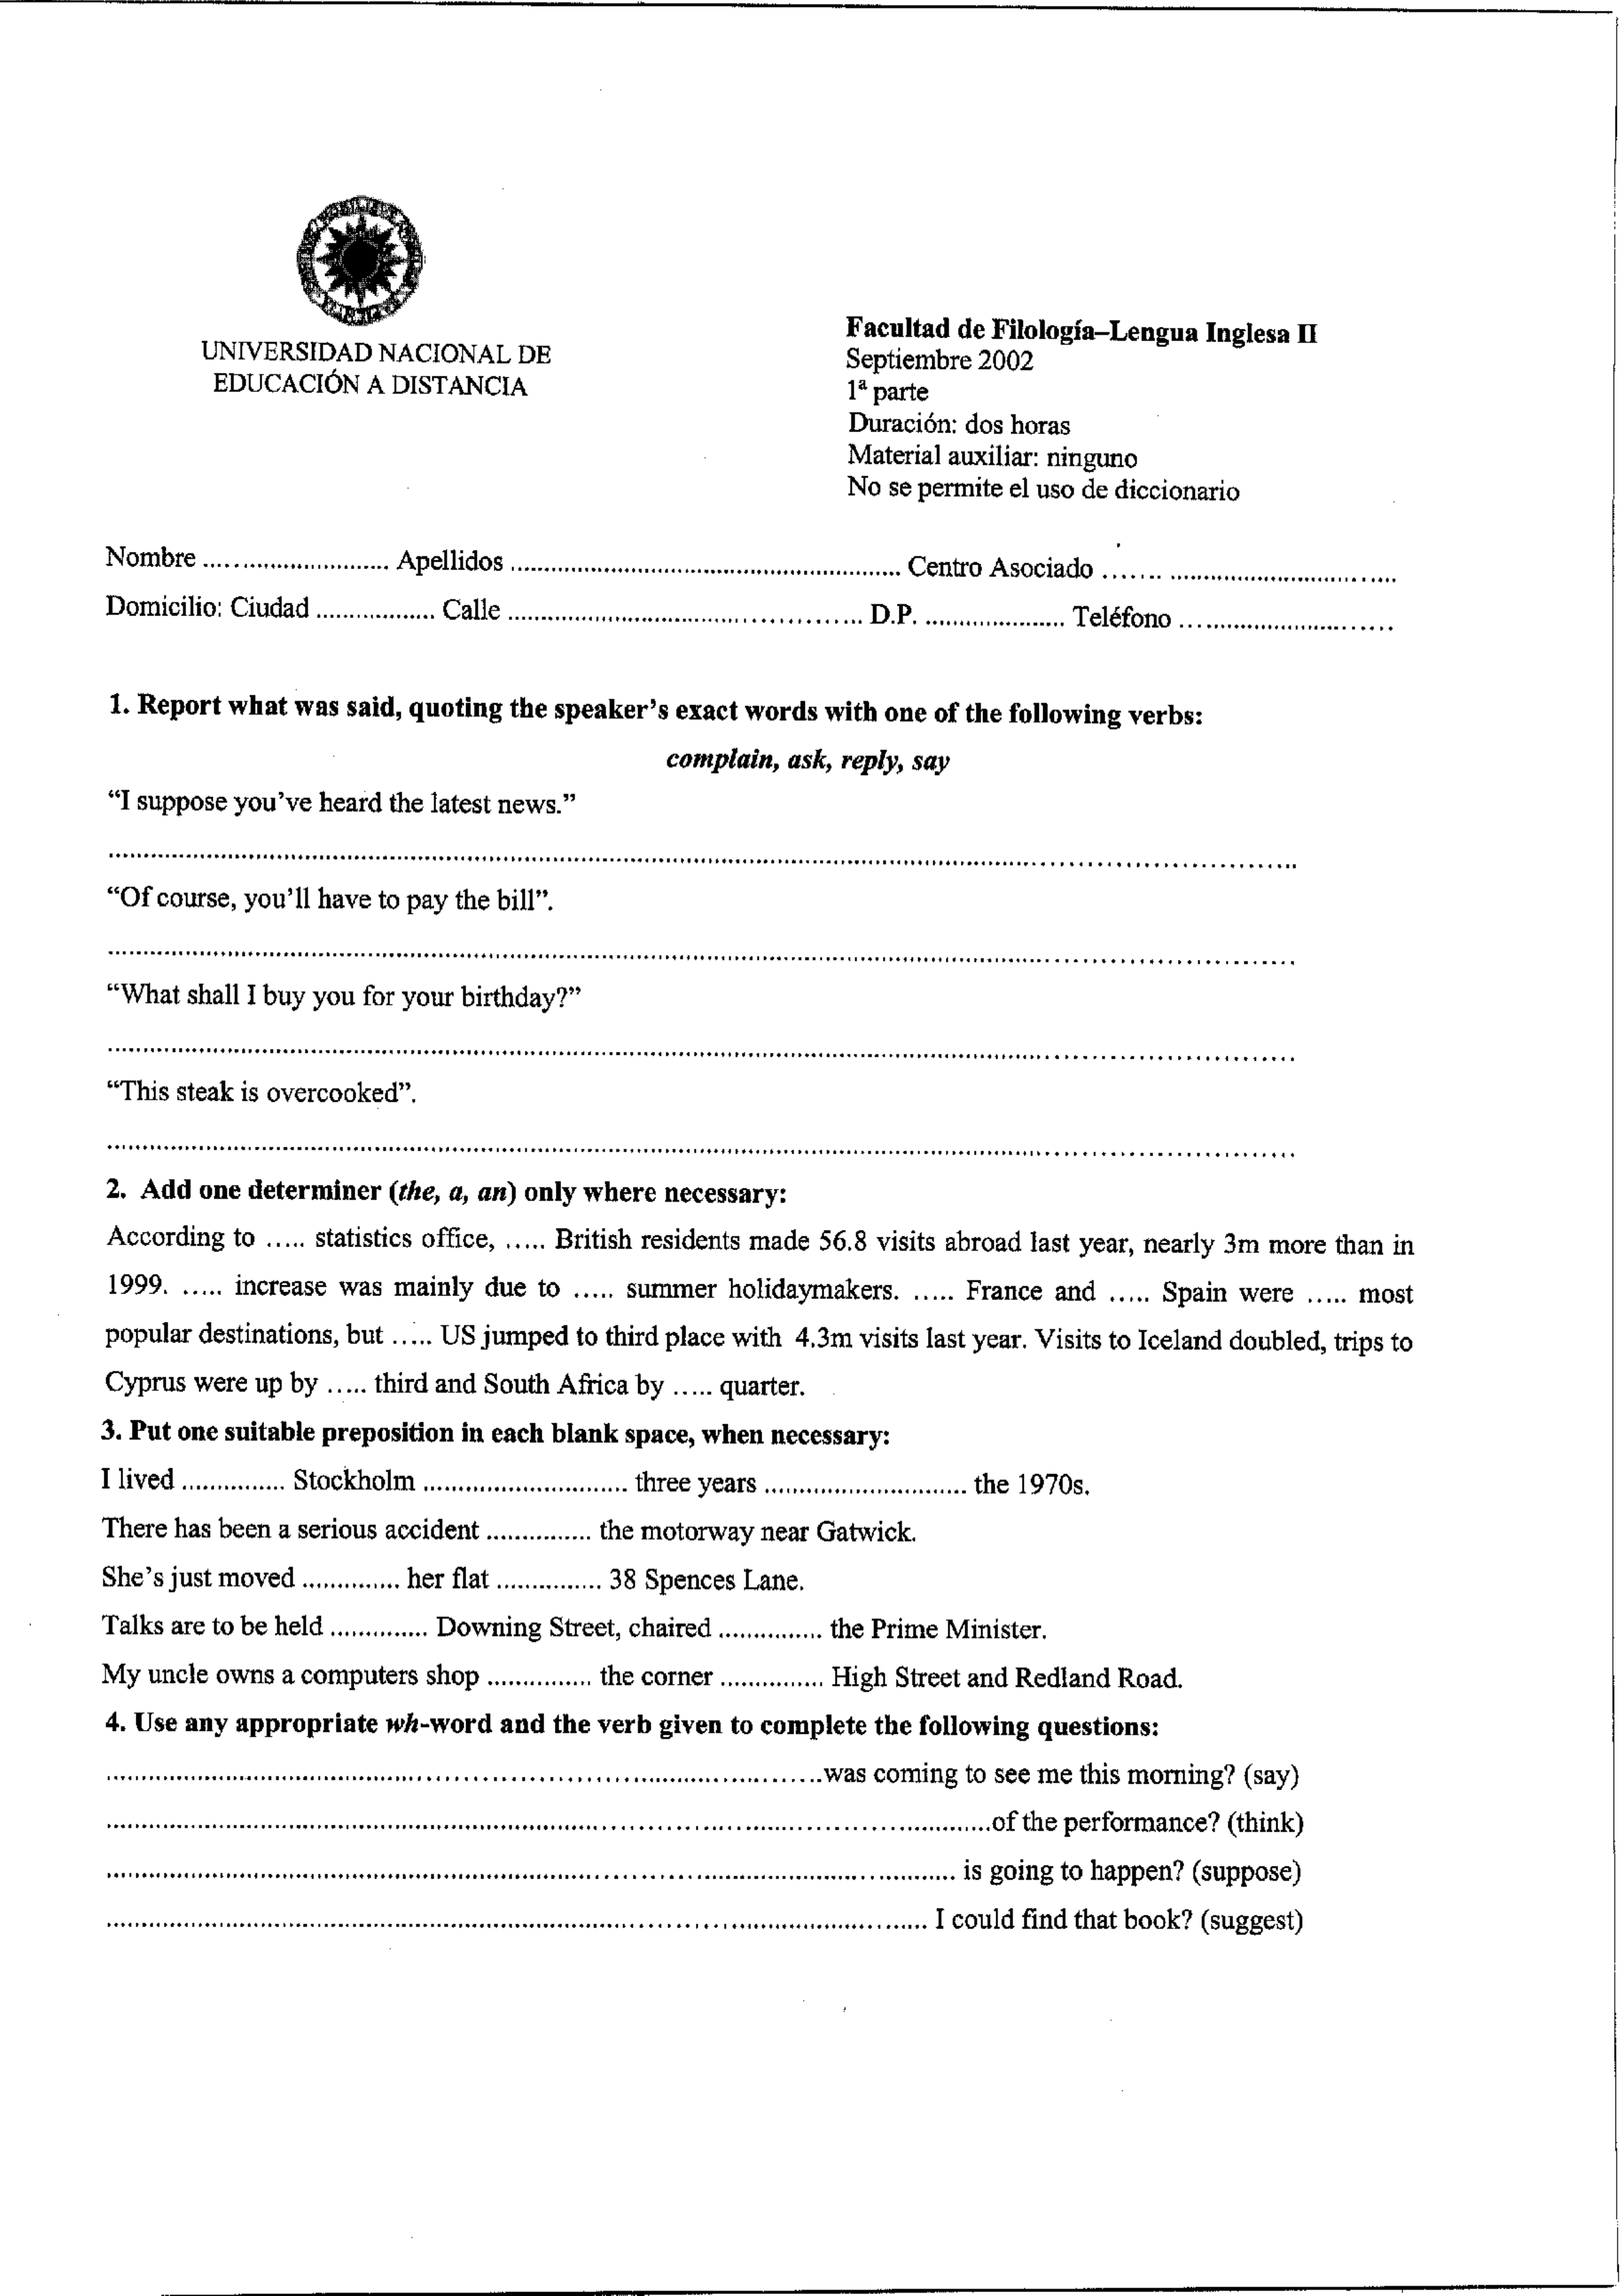 UNIVERSIDAD NACIONAL DE
EDUCACIÓN A DISTANCIA
Facultad de Filología–Lengua Inglesa II
Septiembre 2002
1ª parte
Duración: dos horas
Material auxiliar: ninguno
No se permite el uso de diccionario
Nombre ............................ Apellidos ............................................................ Centro Asociado .............................................
Domicilio: Ciudad .................. Calle ...................................................... D.P. ..................... Teléfono .................................
1. Report what was said, quoting the speaker's exact words with one of the following verbs:
complain, ask, reply, say
“I suppose you've heard the latest news.”
“Of course, you'll have to pay the bill”.
“What shall I buy you for your birthday?”
“This steak is overcooked”.
2. Add one determiner (the, a, an) only where necessary:
According to ..... statistics office, ..... British residents made 56.8 visits abroad last year, nearly 3m more than in
1999. ..... increase was mainly due to ..... summer holidaymakers. ..... France and ..... Spain were ..... most
popular destinations, but ..... US jumped to third place with 4.3m visits last year. Visits to Iceland doubled, trips to
Cyprus were up by ..... third and South Africa by ..... quarter.
3. Put one suitable preposition in each blank space, when necessary:
I lived ............... Stockholm .............................. three years .............................. the 1970s.
There has been a serious accident ............... the motorway near Gatwick.
She's just moved .............. her flat ............... 38 Spences Lane.
Talks are to be held .............. Downing Street, chaired ............... the Prime Minister.
My uncle owns a computers shop ............... the corner ............... High Street and Redland Road.
4. Use any appropriate wh-word and the verb given to complete the following questions:
..............................................................................................was coming to see me this morning? (say)
..............................................................................................of the performance? (think)
.............................................................................................. is going to happen? (suppose)
.............................................................................................. I could find that book? (suggest)